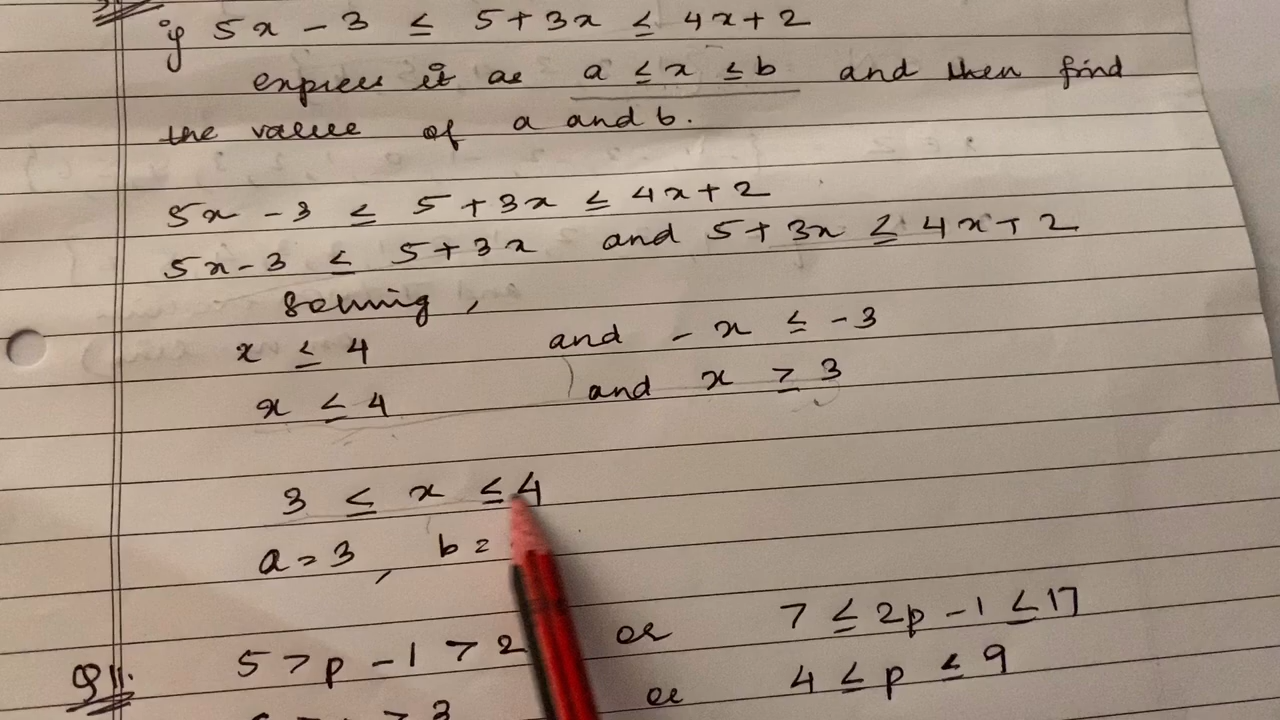 if 5x - 3 ≤ 5 + 3x ≤ 4x + 2
express it as a ≤ x ≤ b and then find
the value of a and b.
5x - 3 ≤ 5 + 3x ≤ 4x + 2
5x - 3 ≤ 5 + 3x and 5 + 3x ≤ 4x + 2
Solving,
x ≤ 4 and - x ≤ -3
x ≤ 4 and x ≥ 3
3 ≤ x ≤ 4
a = 3, b =
Q11. 5 > p - 1 > 2 or 7 ≤ 2p - 1 ≤ 17
> 3 or 4 ≤ p ≤ 9